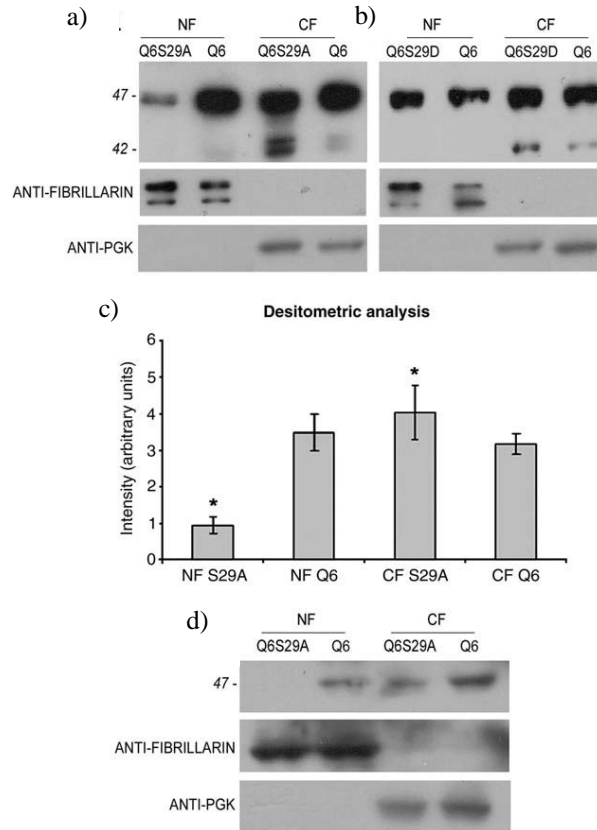 a) b)
NF CF NF CF
Q6S29A Q6 Q6S29A Q6 Q6S29D Q6 Q6S29D Q6
47 -
42 -
ANTI-FIBRILLARIN
ANTI-PGK
c)
Desitometric analysis
Intensity (arbitrary units)
6
5
4
3
2
1
0
* *
NF S29A NF Q6 CF S29A CF Q6
d)
NF CF
Q6S29A Q6 Q6S29A Q6
47 -
ANTI-FIBRILLARIN
ANTI-PGK